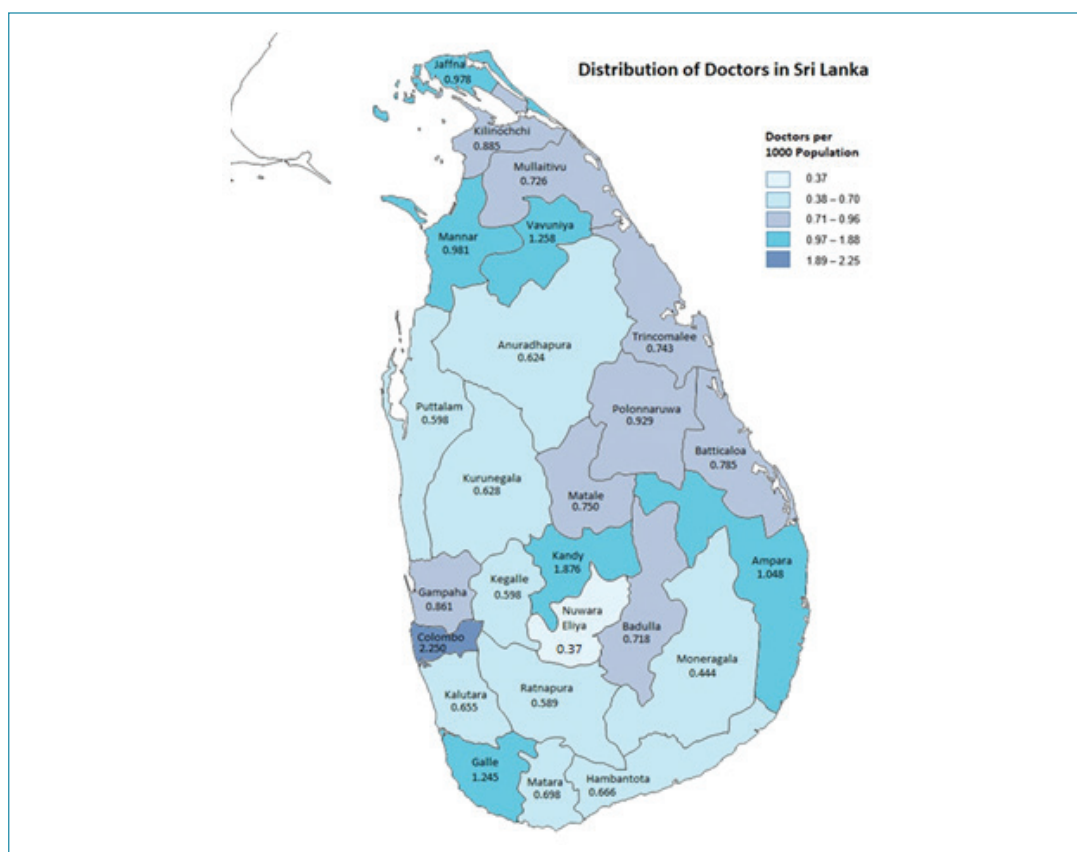 Distribution of Doctors in Sri Lanka
Doctors per
1000 Population
0.37
0.38 – 0.70
0.71 – 0.96
0.97 – 1.88
1.89 – 2.25
Jaffna
0.978
Kilinochchi
0.885
Mullaitivu
0.726
Mannar
0.981
Vavuniya
1.258
Anuradhapura
0.624
Trincomalee
0.743
Puttalam
0.598
Polonnaruwa
0.929
Batticaloa
0.785
Kurunegala
0.628
Matale
0.750
Kandy
1.876
Ampara
1.048
Gampaha
0.861
Kegalle
0.598
Nuwara
Eliya
0.37
Badulla
0.718
Colombo
2.250
Moneragala
0.444
Kalutara
0.655
Ratnapura
0.589
Galle
1.245
Matara
0.698
Hambantota
0.666